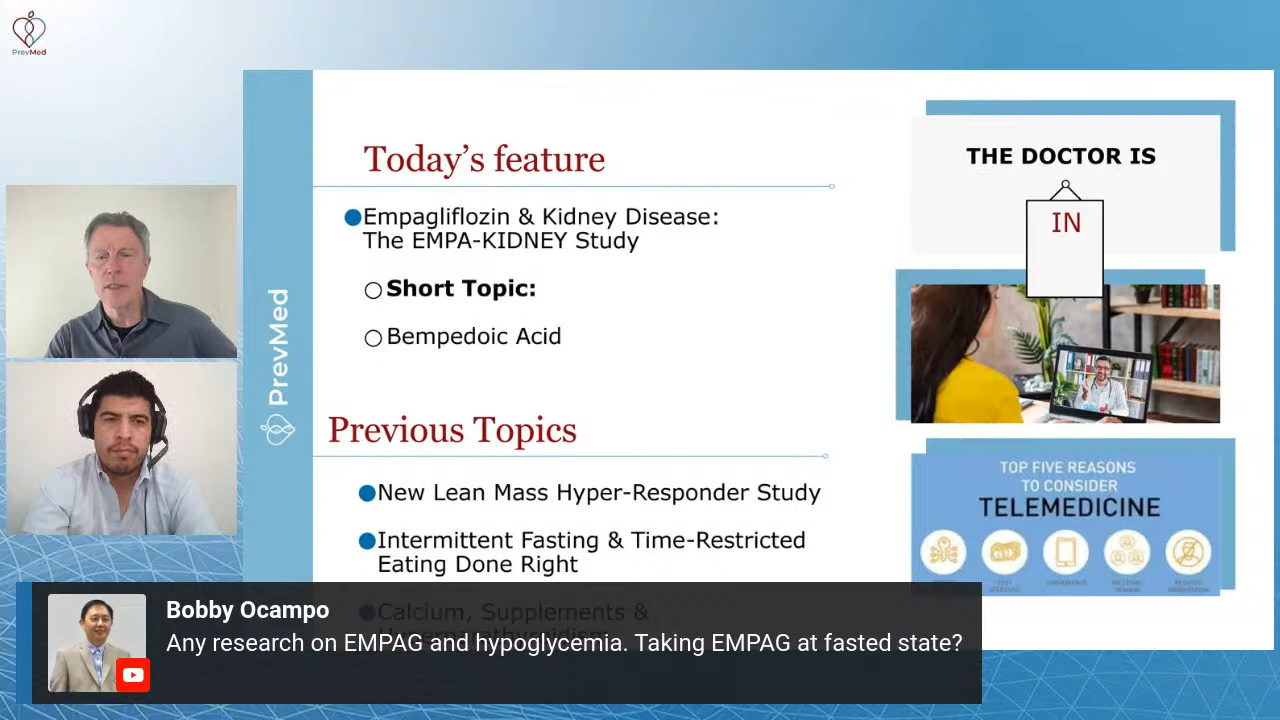 PrevMed
Today's feature
Empagliflozin & Kidney Disease:
The EMPA-KIDNEY Study
Short Topic:
Bempedoic Acid
Previous Topics
New Lean Mass Hyper-Responder Study
Intermittent Fasting & Time-Restricted
Eating Done Right
Calcium, Supplements &
PrevMed
THE DOCTOR IS
IN
TOP FIVE REASONS
TO CONSIDER
TELEMEDICINE
Bobby Ocampo
Any research on EMPAG and hypoglycemia. Taking EMPAG at fasted state?